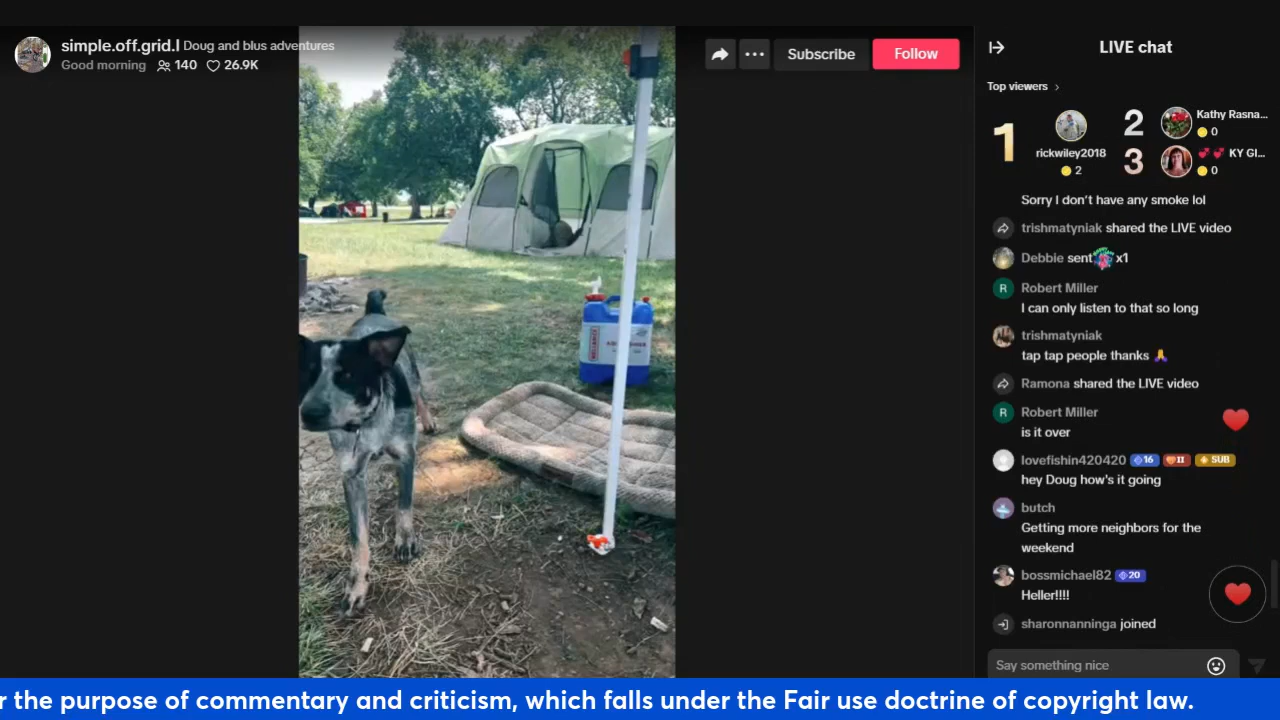 simple.off.grid.l Doug and blus adventures
Good morning 140 26.9K
Subscribe
Follow
LIVE chat
Top viewers
1
rickwiley2018
2
2
Kathy Rasna...
0
3
KY Gl...
0
Sorry I don't have any smoke lol
trishmatyniak shared the LIVE video
Debbie sent x1
R Robert Miller
I can only listen to that so long
trishmatyniak
tap tap people thanks 🙏
Ramona shared the LIVE video
R Robert Miller
is it over
lovefishin420420 16 II SUB
hey Doug how's it going
butch
Getting more neighbors for the
weekend
bossmichael82 20
Heller!!!!
sharonnanninga joined
Say something nice
RELIANCE
r the purpose of commentary and criticism, which falls under the Fair use doctrine of copyright law.